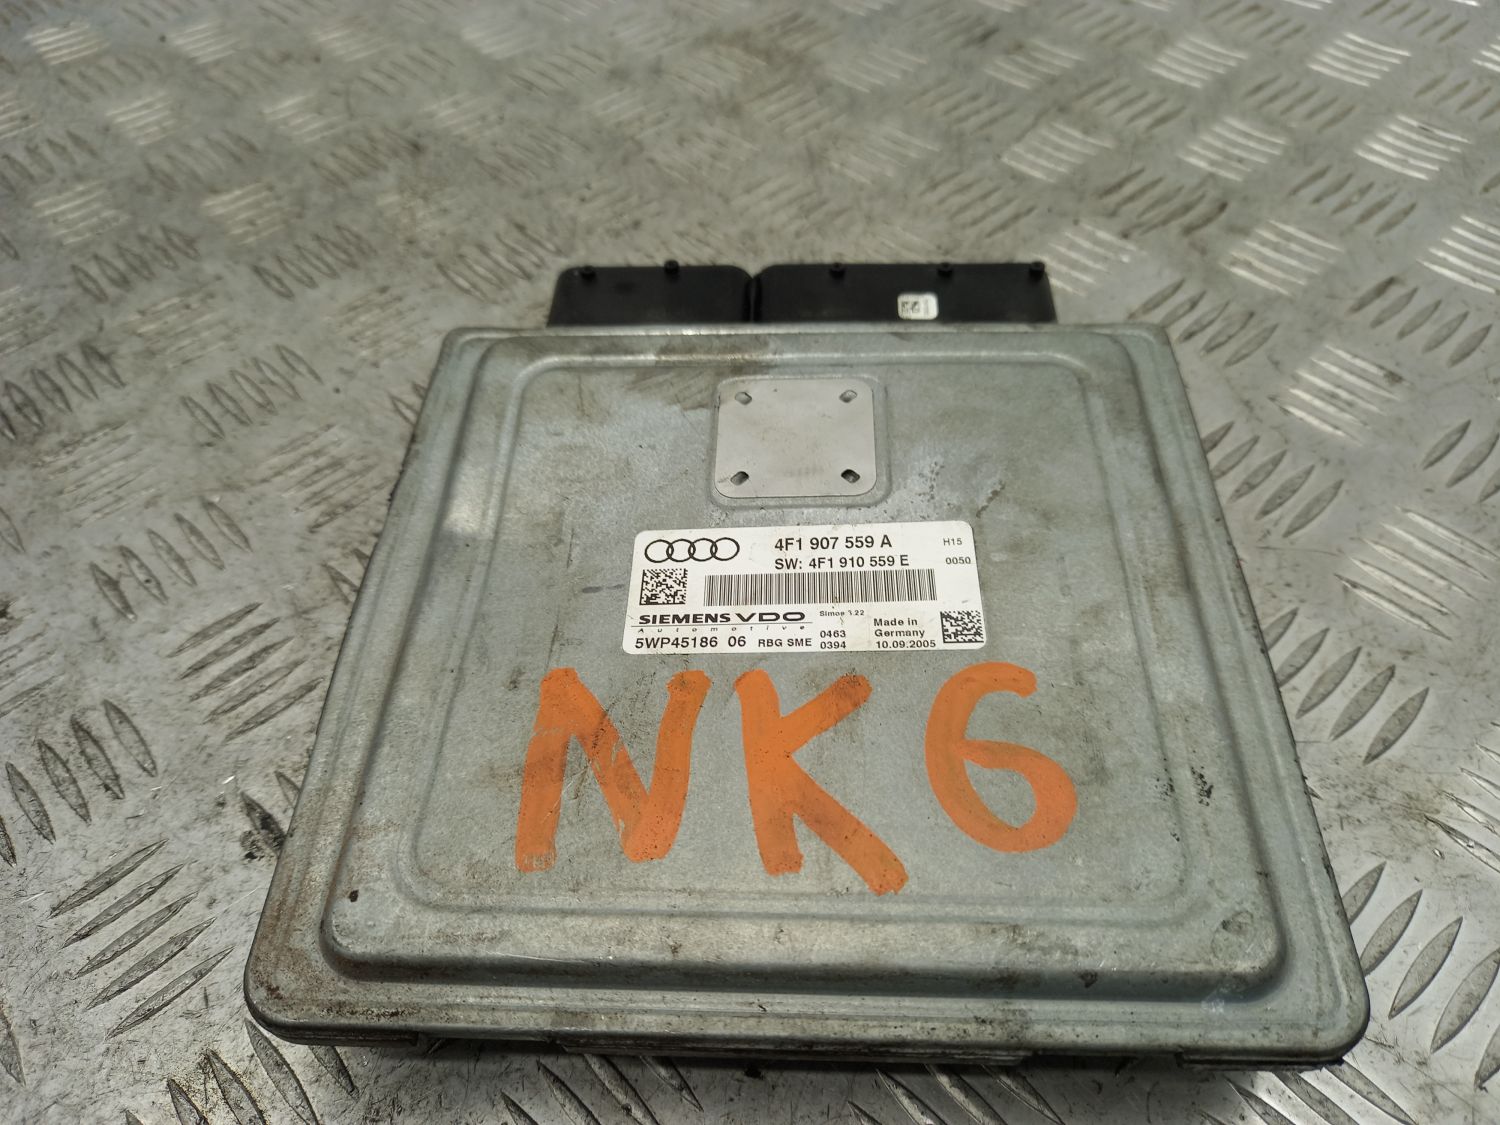 4F1 907 559 A H15
SW: 4F1 910 559 E 0050
SIEMENS VDO Simos 3.22
Automotive
5WP45186 06 RBG SME 0463 Made in
Germany
0394 10.09.2005
NK6